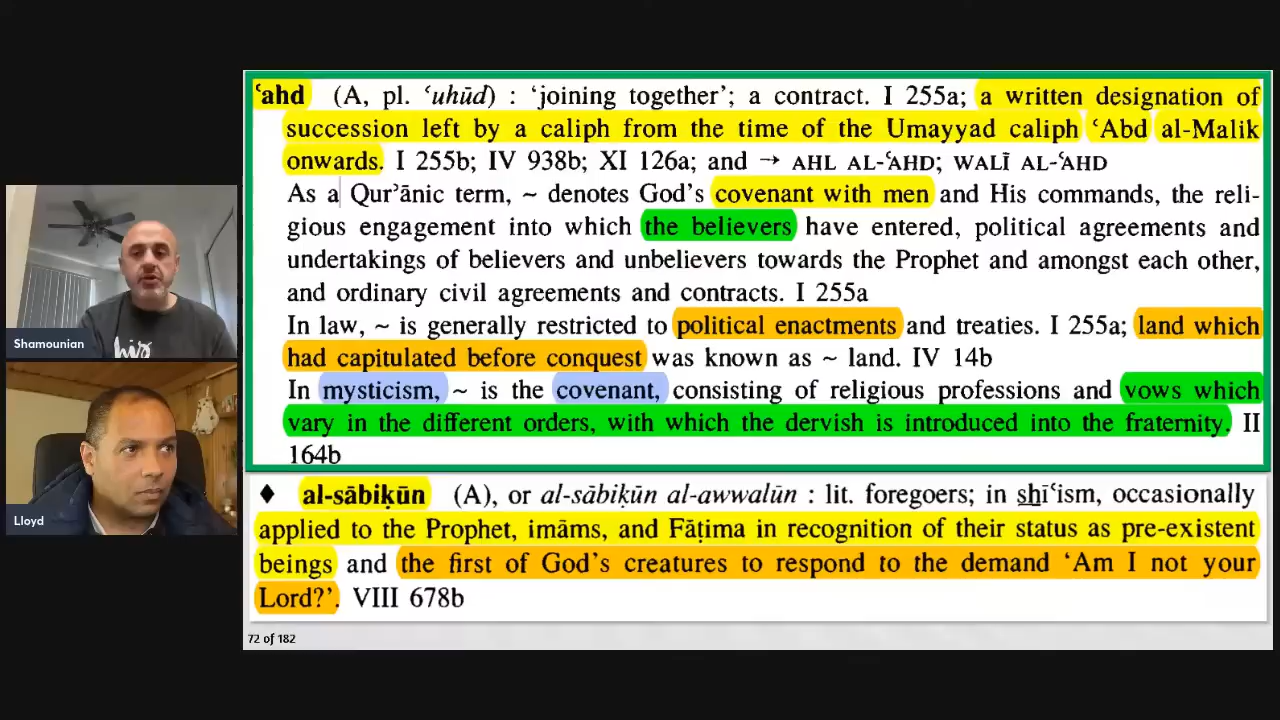 ʿahd (A, pl. ʿuhūd) : ‘joining together’; a contract. I 255a; a written designation of
succession left by a caliph from the time of the Umayyad caliph ʿAbd al-Malik
onwards. I 255b; IV 938b; XI 126a; and → AHL AL-ʿAHD; WALĪ AL-ʿAHD
As a Qurʾānic term, ~ denotes God’s covenant with men and His commands, the reli-
gious engagement into which the believers have entered, political agreements and
undertakings of believers and unbelievers towards the Prophet and amongst each other,
and ordinary civil agreements and contracts. I 255a
In law, ~ is generally restricted to political enactments and treaties. I 255a; land which
had capitulated before conquest was known as ~ land. IV 14b
In mysticism, ~ is the covenant, consisting of religious professions and vows which
vary in the different orders, with which the dervish is introduced into the fraternity. II
164b
♦ al-sābiḳūn (A), or al-sābiḳūn al-awwalūn : lit. foregoers; in shīʿism, occasionally
applied to the Prophet, imāms, and Fāṭima in recognition of their status as pre-existent
beings and the first of God’s creatures to respond to the demand ‘Am I not your
Lord?’. VIII 678b
72 of 182
Shamounian
his
Lloyd